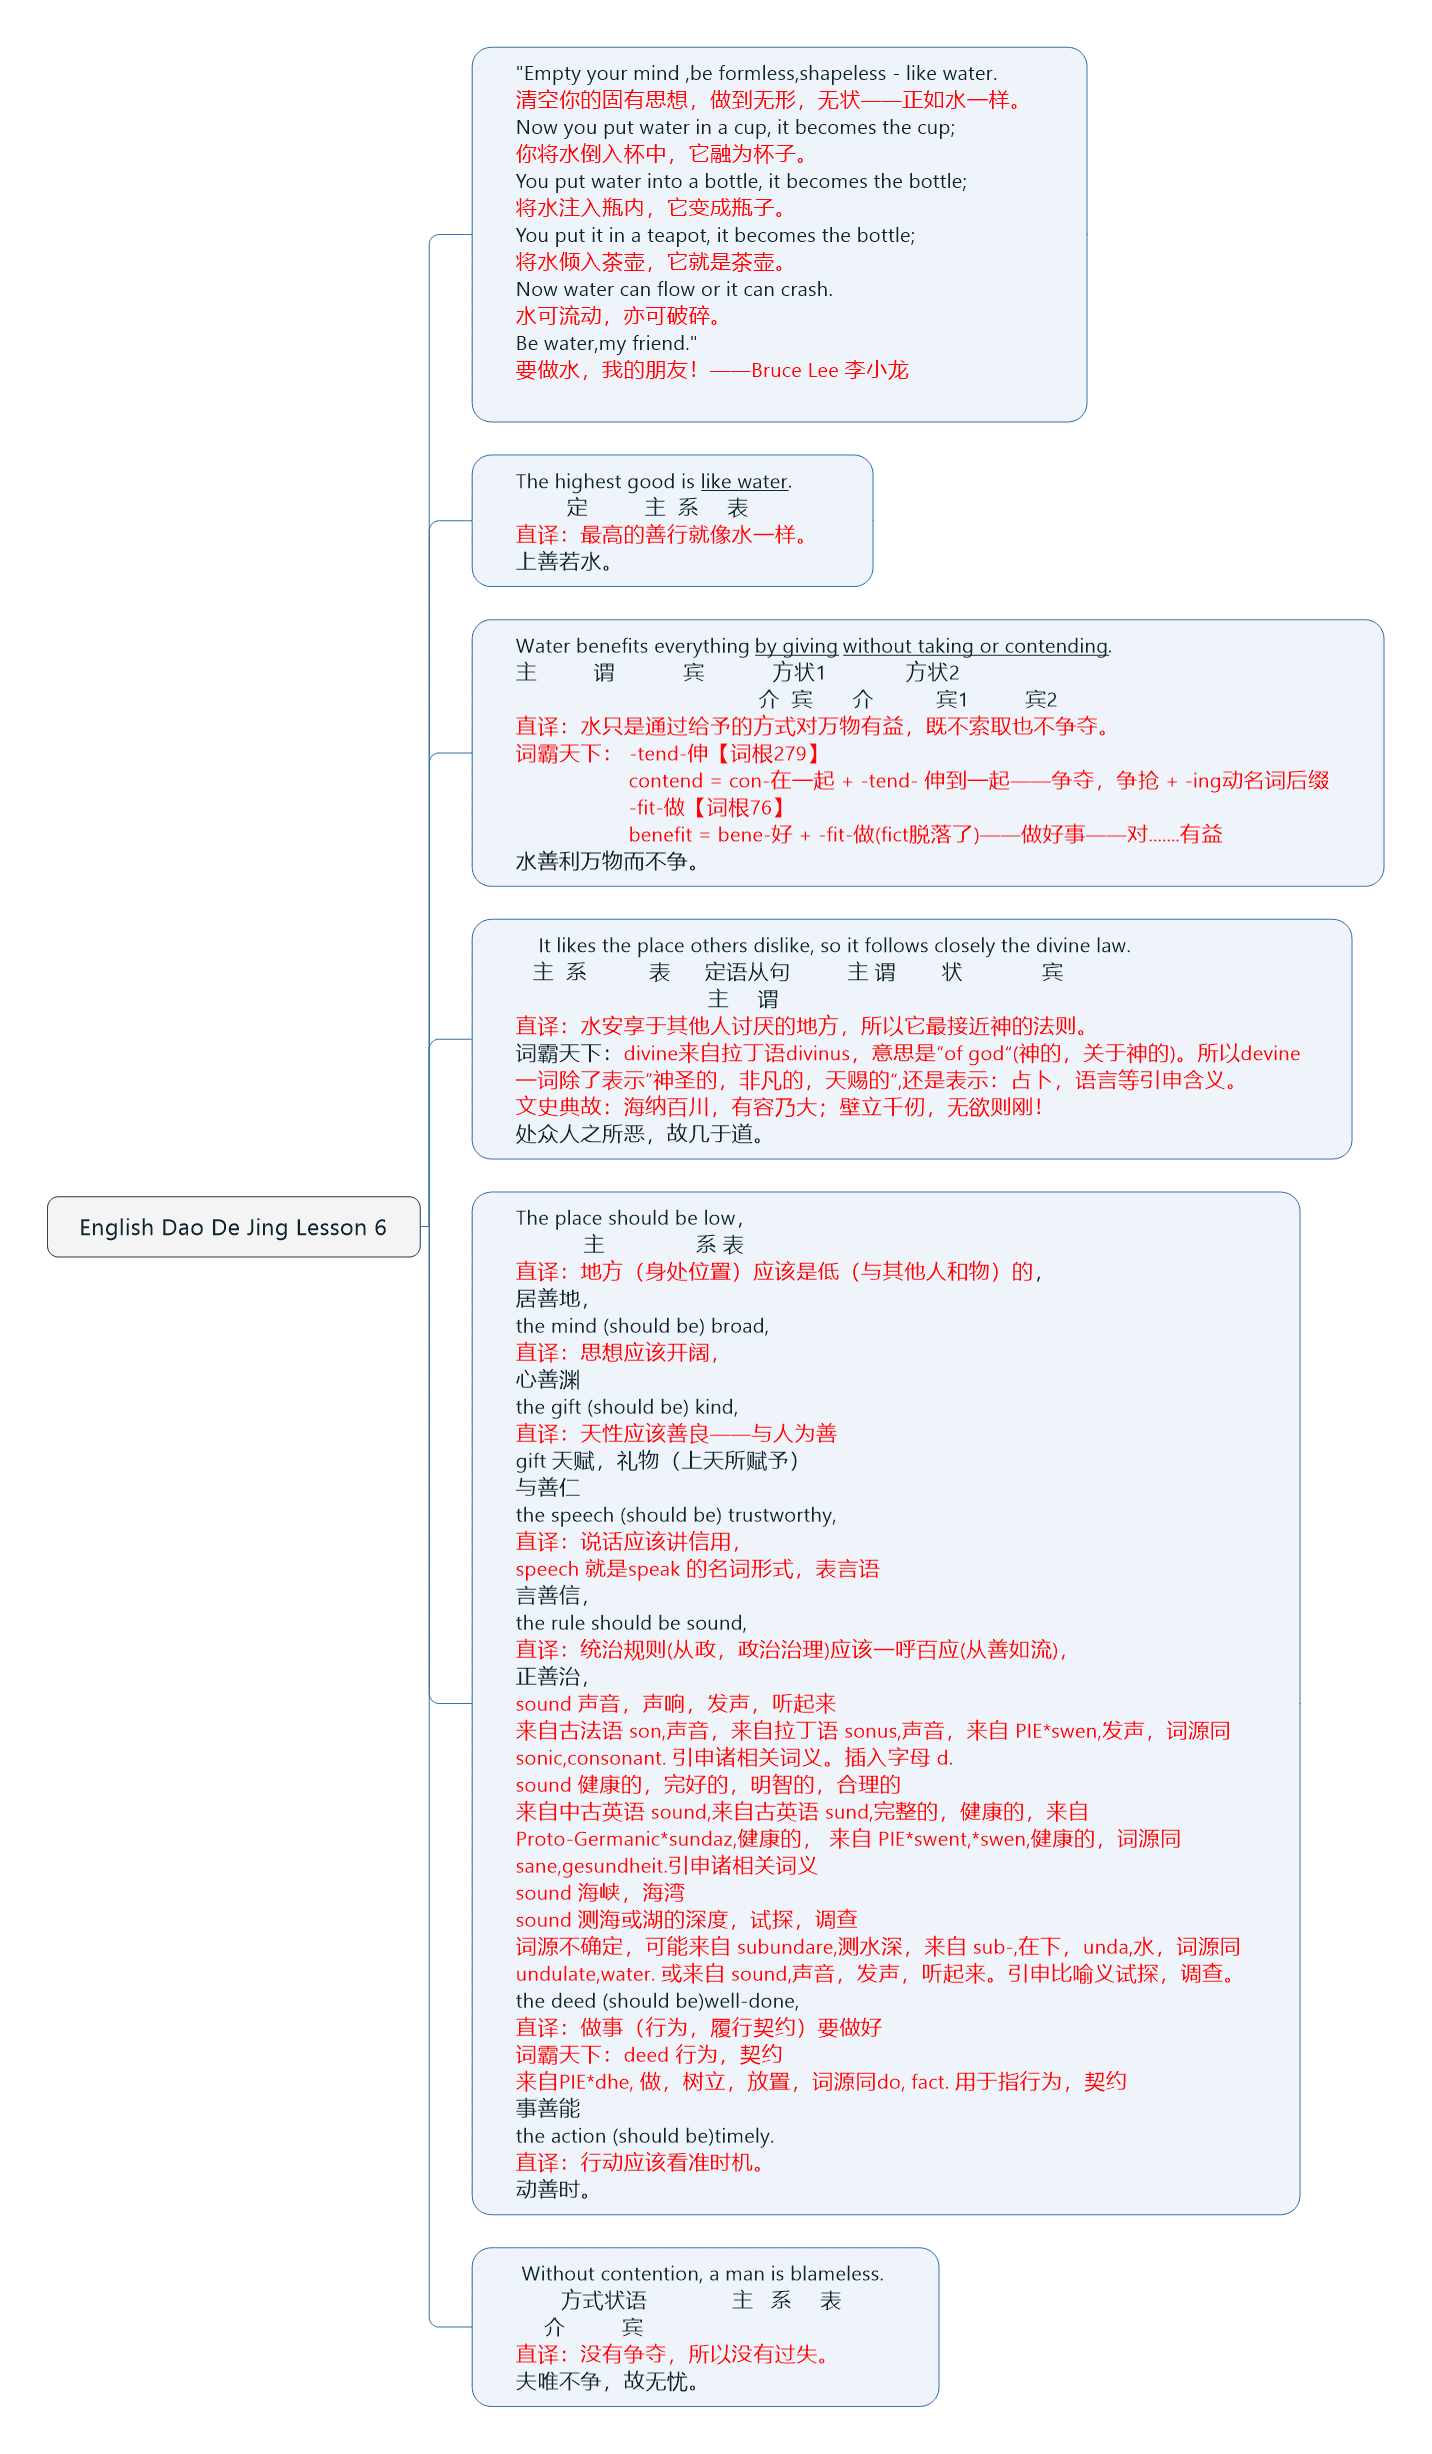 "Empty your mind ,be formless,shapeless - like water.
清空你的固有思想，做到无形，无状——正如水一样。
Now you put water in a cup, it becomes the cup;
你将水倒入杯中，它融为杯子。
You put water into a bottle, it becomes the bottle;
将水注入瓶内，它变成瓶子。
You put it in a teapot, it becomes the bottle;
将水倾入茶壶，它就是茶壶。
Now water can flow or it can crash.
水可流动，亦可破碎。
Be water,my friend."
要做水，我的朋友！——Bruce Lee 李小龙
The highest good is like water.
定 主 系 表
直译：最高的善行就像水一样。
上善若水。
Water benefits everything by giving without taking or contending.
主 谓 宾 方状1 方状2
介 宾 介 宾1 宾2
直译：水只是通过给予的方式对万物有益，既不索取也不争夺。
词霸天下： -tend-伸【词根279】
contend = con-在一起 + -tend- 伸到一起——争夺，争抢 + -ing动名词后缀
-fit-做【词根76】
benefit = bene-好 + -fit-做(fict脱落了)——做好事——对.......有益
水善利万物而不争。
It likes the place others dislike, so it follows closely the divine law.
主 系 表 定语从句 主 谓 状 宾
主 谓
直译：水安享于其他人讨厌的地方，所以它最接近神的法则。
词霸天下：divine来自拉丁语divinus，意思是”of god“(神的，关于神的)。所以devine
一词除了表示”神圣的，非凡的，天赐的“,还是表示：占卜，语言等引申含义。
文史典故：海纳百川，有容乃大；壁立千仞，无欲则刚！
处众人之所恶，故几于道。
English Dao De Jing Lesson 6
The place should be low，
主 系 表
直译：地方（身处位置）应该是低（与其他人和物）的，
居善地，
the mind (should be) broad,
直译：思想应该开阔，
心善渊
the gift (should be) kind,
直译：天性应该善良——与人为善
gift 天赋，礼物（上天所赋予）
与善仁
the speech (should be) trustworthy,
直译：说话应该讲信用，
speech 就是speak 的名词形式，表言语
言善信，
the rule should be sound,
直译：统治规则(从政，政治治理)应该一呼百应(从善如流)，
正善治，
sound 声音，声响，发声，听起来
来自古法语 son,声音，来自拉丁语 sonus,声音，来自 PIE*swen,发声，词源同
sonic,consonant. 引申诸相关词义。插入字母 d.
sound 健康的，完好的，明智的，合理的
来自中古英语 sound,来自古英语 sund,完整的，健康的，来自
Proto-Germanic*sundaz,健康的， 来自 PIE*swent,*swen,健康的，词源同
sane,gesundheit.引申诸相关词义
sound 海峡，海湾
sound 测海或湖的深度，试探，调查
词源不确定，可能来自 subundare,测水深，来自 sub-,在下，unda,水，词源同
undulate,water. 或来自 sound,声音，发声，听起来。引申比喻义试探，调查。
the deed (should be)well-done,
直译：做事（行为，履行契约）要做好
词霸天下：deed 行为，契约
来自PIE*dhe, 做，树立，放置，词源同do, fact. 用于指行为，契约
事善能
the action (should be)timely.
直译：行动应该看准时机。
动善时。
Without contention, a man is blameless.
方式状语 主 系 表
介 宾
直译：没有争夺，所以没有过失。
夫唯不争，故无忧。